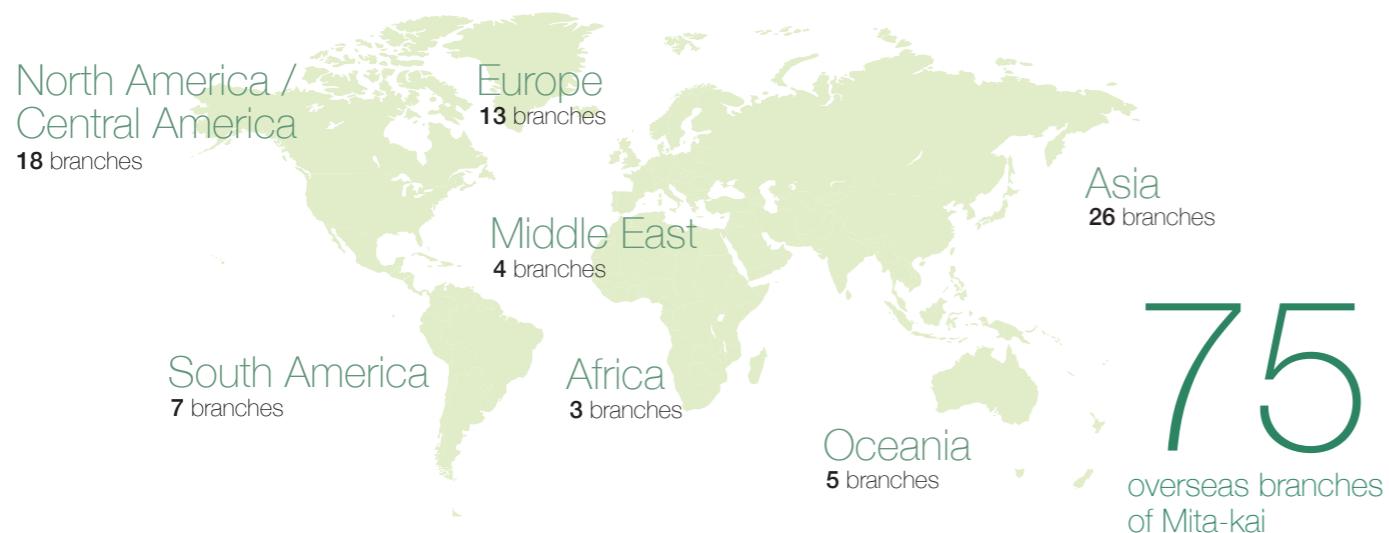 North America /
Central America
18 branches
Europe
13 branches
Middle East
4 branches
Asia
26 branches
South America
7 branches
Africa
3 branches
Oceania
5 branches
75
overseas branches
of Mita-kai